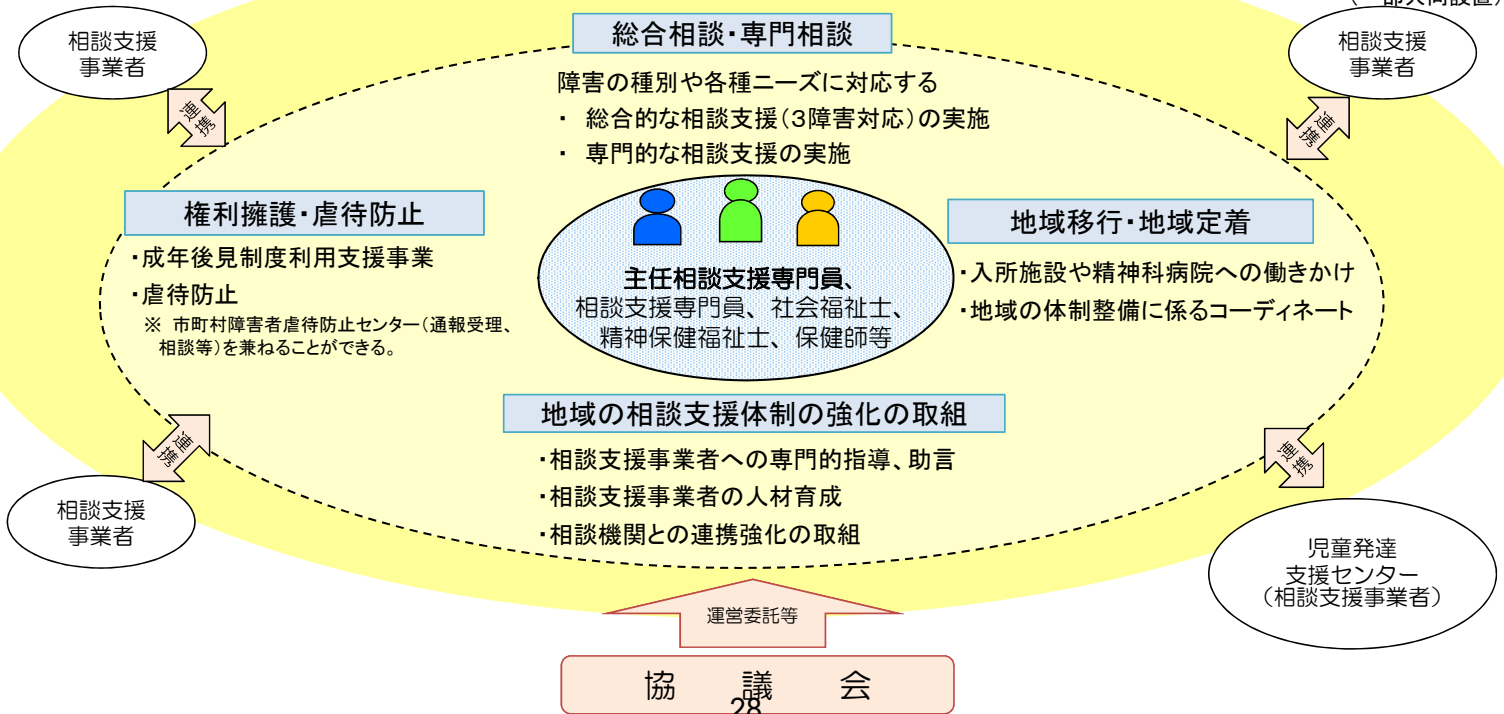 （一部共同設置）
相談支援
事業者
総合相談・専門相談
相談支援
事業者
障害の種別や各種ニーズに対応する
・ 総合的な相談支援（３障害対応）の実施
・ 専門的な相談支援の実施
連携
連携
権利擁護・虐待防止
・成年後見制度利用支援事業
・虐待防止
※ 市町村障害者虐待防止センター（通報受理、
相談等）を兼ねることができる。
主任相談支援専門員、
相談支援専門員、社会福祉士、
精神保健福祉士、保健師等
地域移行・地域定着
・入所施設や精神科病院への働きかけ
・地域の体制整備に係るコーディネート
地域の相談支援体制の強化の取組
・相談支援事業者への専門的指導、助言
・相談支援事業者の人材育成
・相談機関との連携強化の取組
連携
連携
相談支援
事業者
児童発達
支援センター
（相談支援事業者）
運営委託等
協 議 会
28